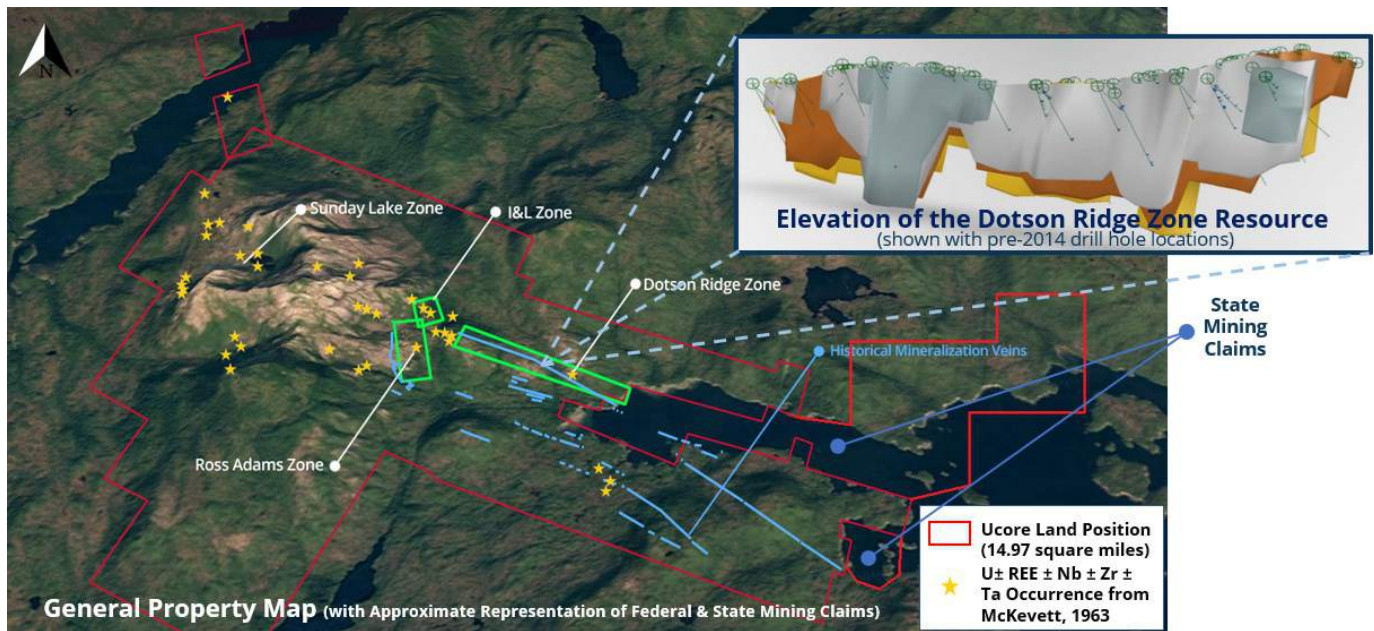 N
Sunday Lake Zone
I&L Zone
Dotson Ridge Zone
Historical Mineralization Veins
Ross Adams Zone
Elevation of the Dotson Ridge Zone Resource
(shown with pre-2014 drill hole locations)
State
Mining
Claims
Ucore Land Position
(14.97 square miles)
U± REE ± Nb ± Zr ±
Ta Occurrence from
McKevett, 1963
General Property Map (with Approximate Representation of Federal & State Mining Claims)